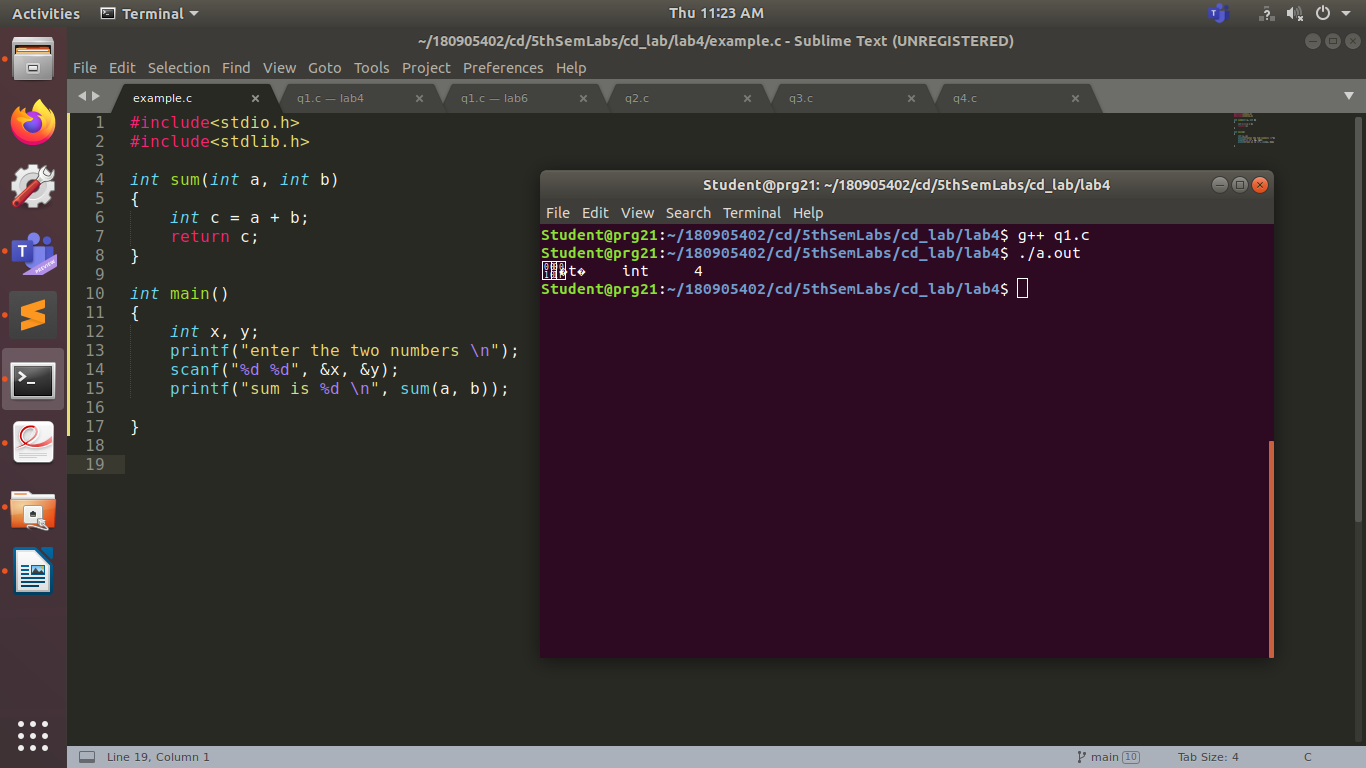 Activities Terminal Thu 11:23 AM
~/180905402/cd/5thSemLabs/cd_lab/lab4/example.c - Sublime Text (UNREGISTERED)
File Edit Selection Find View Goto Tools Project Preferences Help
example.c q1.c — lab4 q1.c — lab6 q2.c q3.c q4.c
1 #include<stdio.h>
2 #include<stdlib.h>
3
4 int sum(int a, int b)
5 {
6 int c = a + b;
7 return c;
8 }
9
10 int main()
11 {
12 int x, y;
13 printf("enter the two numbers \n");
14 scanf("%d %d", &x, &y);
15 printf("sum is %d \n", sum(a, b));
16
17 }
18
19
Student@prg21: ~/180905402/cd/5thSemLabs/cd_lab/lab4
File Edit View Search Terminal Help
Student@prg21:~/180905402/cd/5thSemLabs/cd_lab/lab4$ g++ q1.c
Student@prg21:~/180905402/cd/5thSemLabs/cd_lab/lab4$ ./a.out
�t� int 4
Student@prg21:~/180905402/cd/5thSemLabs/cd_lab/lab4$
Line 19, Column 1 main 10 Tab Size: 4 C